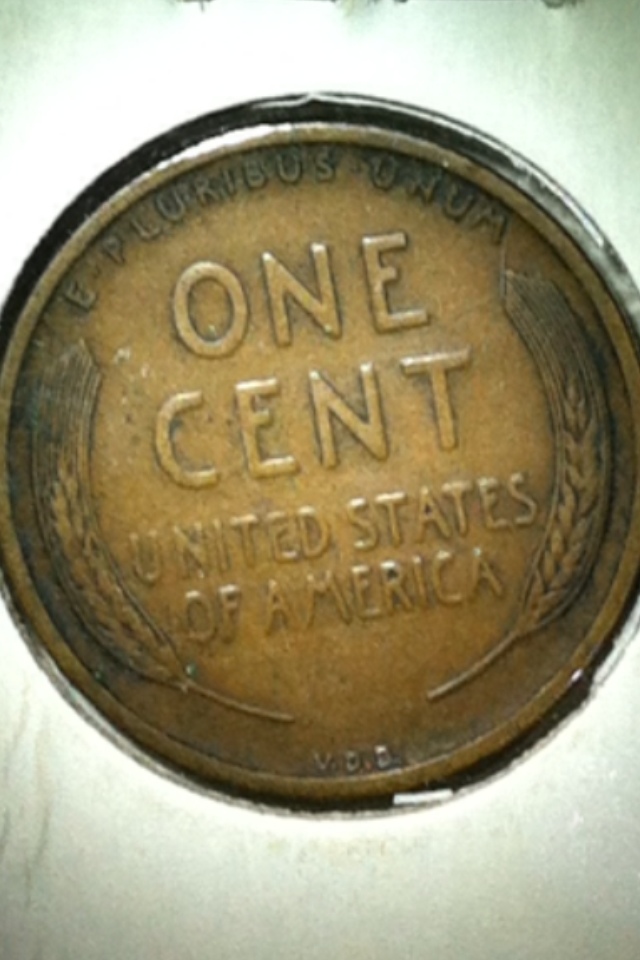 E · PLURIBUS · UNUM
ONE
CENT
UNITED STATES
OF AMERICA
V.D.B.